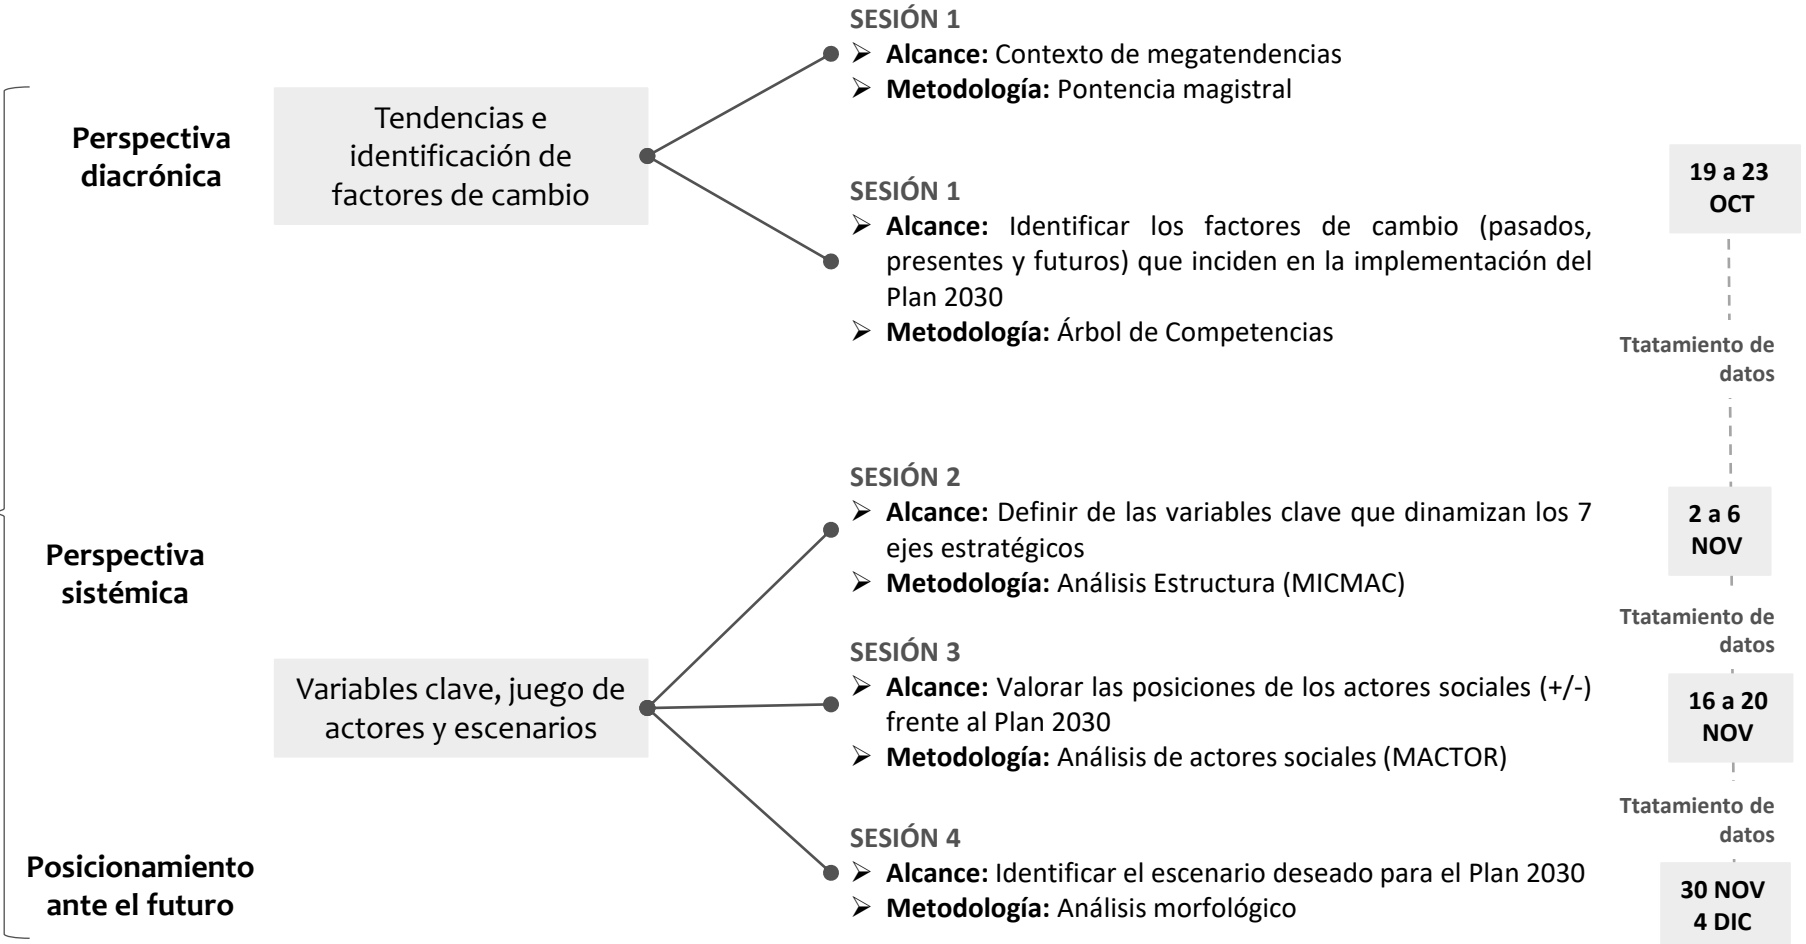 Perspectiva
diacrónica
Tendencias e
identificación de
factores de cambio
SESIÓN 1
➢ Alcance: Contexto de megatendencias
➢ Metodología: Pontencia magistral
SESIÓN 1
➢ Alcance: Identificar los factores de cambio (pasados,
presentes y futuros) que inciden en la implementación del
Plan 2030
➢ Metodología: Árbol de Competencias
19 a 23
OCT
Ttatamiento de
datos
Perspectiva
sistémica
Variables clave, juego de
actores y escenarios
SESIÓN 2
➢ Alcance: Definir de las variables clave que dinamizan los 7
ejes estratégicos
➢ Metodología: Análisis Estructura (MICMAC)
2 a 6
NOV
Ttatamiento de
datos
SESIÓN 3
➢ Alcance: Valorar las posiciones de los actores sociales (+/-)
frente al Plan 2030
➢ Metodología: Análisis de actores sociales (MACTOR)
16 a 20
NOV
Ttatamiento de
datos
Posicionamiento
ante el futuro
SESIÓN 4
➢ Alcance: Identificar el escenario deseado para el Plan 2030
➢ Metodología: Análisis morfológico
30 NOV
4 DIC